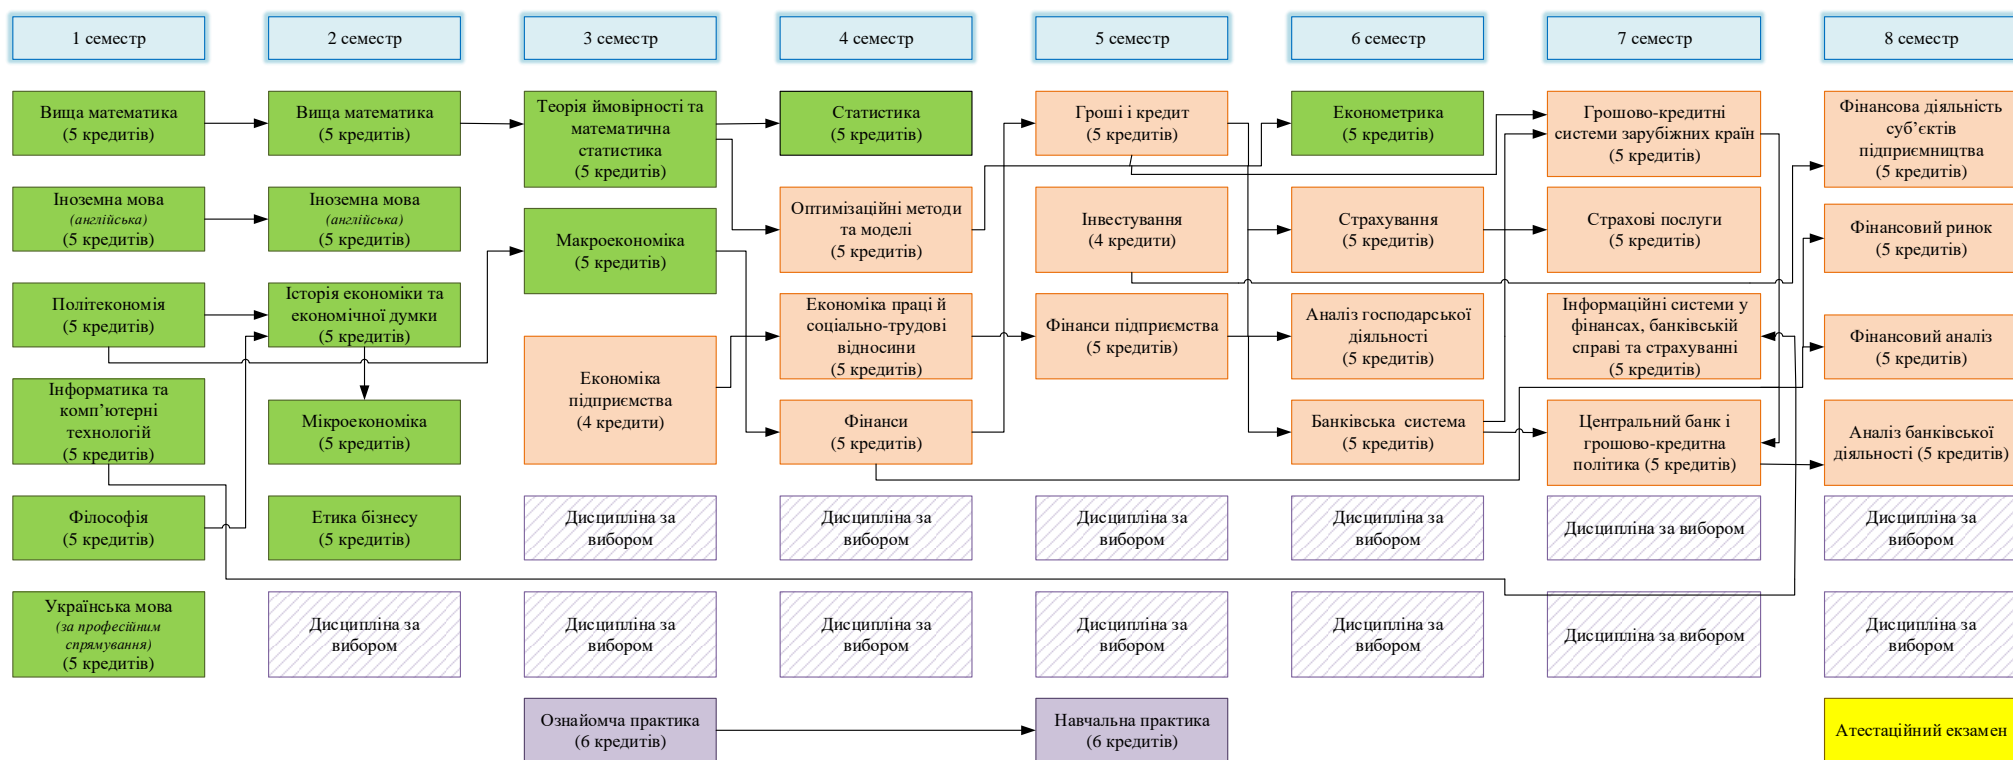 1 семестр
2 семестр
3 семестр
4 семестр
5 семестр
6 семестр
7 семестр
8 семестр
Вища математика
(5 кредитів)
Іноземна мова
(англійська)
(5 кредитів)
Політекономія
(5 кредитів)
Інформатика та
комп’ютерні
технологій
(5 кредитів)
Філософія
(5 кредитів)
Українська мова
(за професійним
спрямування)
(5 кредитів)
Вища математика
(5 кредитів)
Іноземна мова
(англійська)
(5 кредитів)
Історія економіки та
економічної думки
(5 кредитів)
Мікроекономіка
(5 кредитів)
Етика бізнесу
(5 кредитів)
Дисципліна за
вибором
Теорія ймовірності та
математична
статистика
(5 кредитів)
Макроекономіка
(5 кредитів)
Економіка
підприємства
(4 кредити)
Дисципліна за
вибором
Дисципліна за
вибором
Ознайомча практика
(6 кредитів)
Статистика
(5 кредитів)
Оптимізаційні методи
та моделі
(5 кредитів)
Економіка праці й
соціально-трудові
відносини
(5 кредитів)
Фінанси
(5 кредитів)
Дисципліна за
вибором
Дисципліна за
вибором
Гроші і кредит
(5 кредитів)
Інвестування
(4 кредити)
Фінанси підприємства
(5 кредитів)
Дисципліна за
вибором
Дисципліна за
вибором
Навчальна практика
(6 кредитів)
Економетрика
(5 кредитів)
Страхування
(5 кредитів)
Аналіз господарської
діяльності
(5 кредитів)
Банківська система
(5 кредитів)
Дисципліна за
вибором
Дисципліна за
вибором
Грошово-кредитні
системи зарубіжних країн
(5 кредитів)
Страхові послуги
(5 кредитів)
Інформаційні системи у
фінансах, банківській
справі та страхуванні
(5 кредитів)
Центральний банк і
грошово-кредитна
політика (5 кредитів)
Дисципліна за вибором
Дисципліна за вибором
Фінансова діяльність
суб’єктів
підприємництва
(5 кредитів)
Фінансовий ринок
(5 кредитів)
Фінансовий аналіз
(5 кредитів)
Аналіз банківської
діяльності (5 кредитів)
Дисципліна за
вибором
Дисципліна за
вибором
Атестаційний екзамен